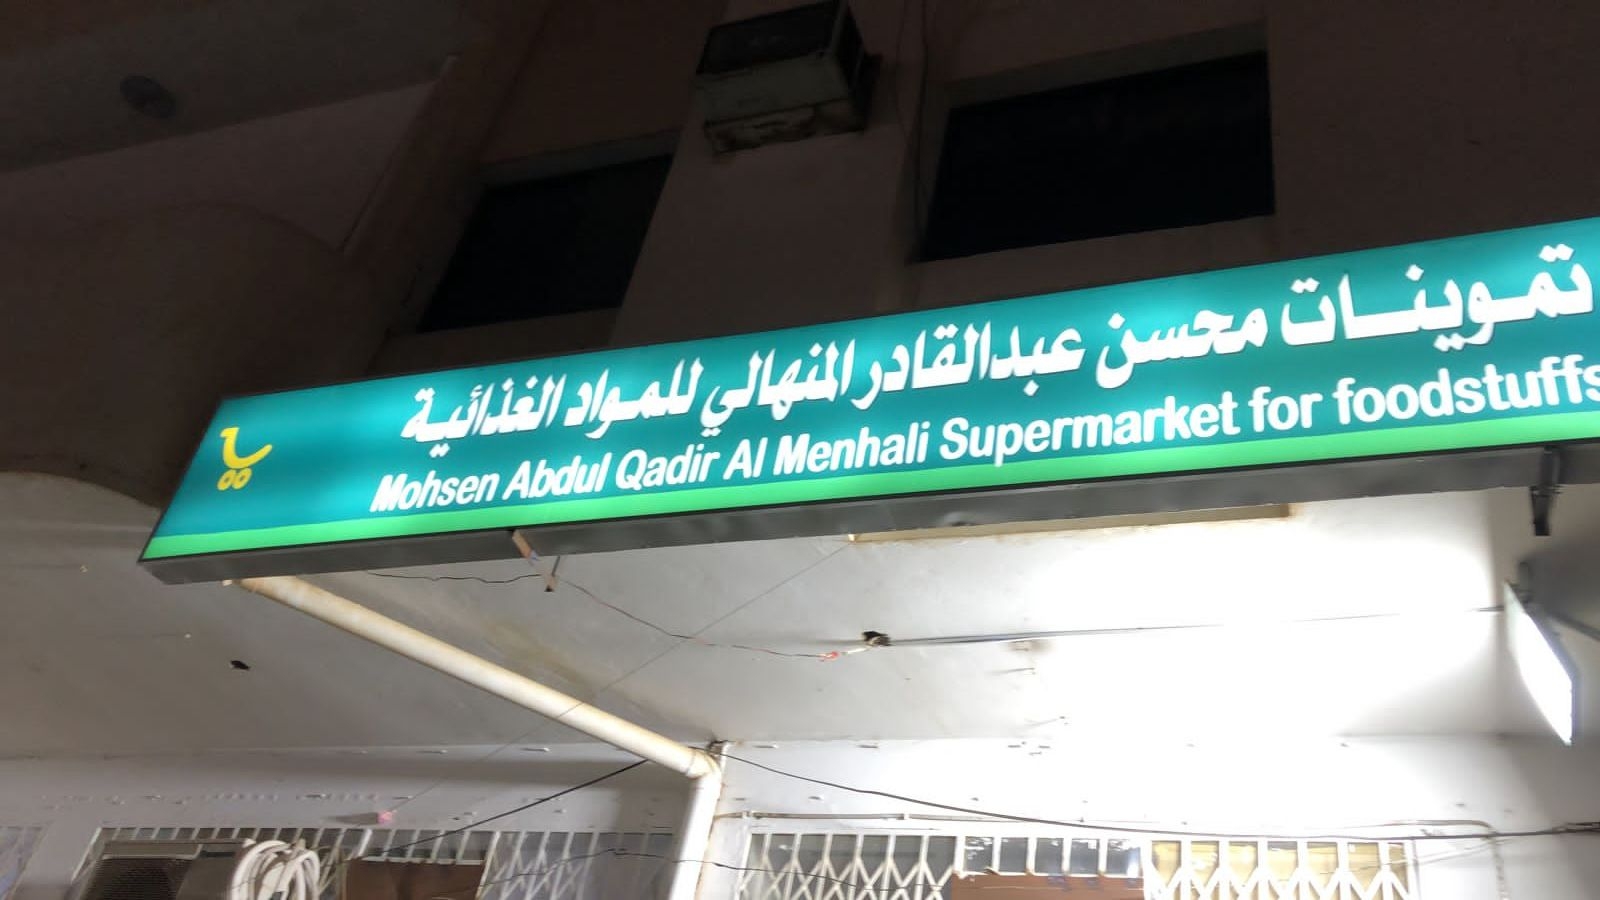 تموينات محسن عبدالقادر المنهالي للمواد الغذائية
Mohsen Abdul Qadir Al Menhali Supermarket for foodstuffs